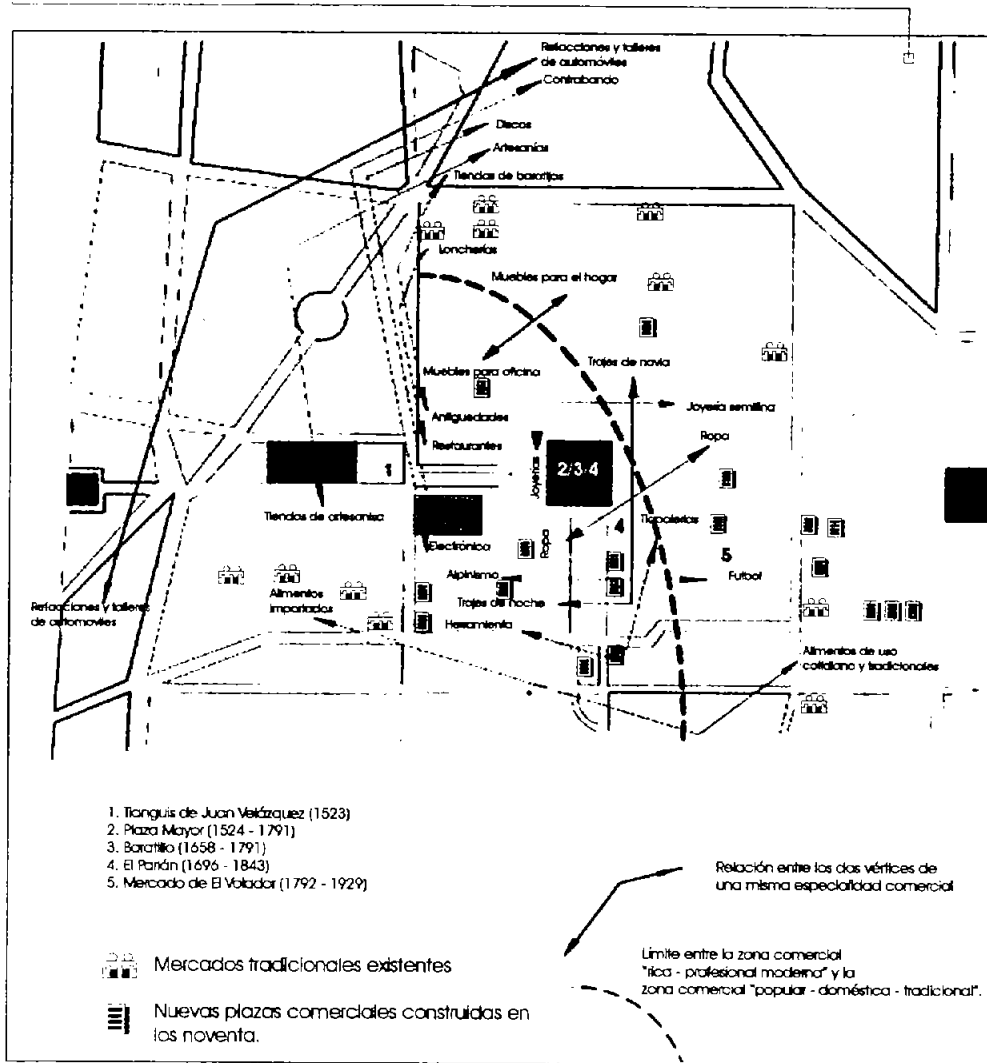 Refacciones y talleres
de automóviles
Contrabando
Discos
Artesanías
Tiendas de baratijas
Loncherías
Muebles para el hogar
Trajes de novia
Muebles para oficina
Joyería semifina
Antiguedades
Ropa
Restaurantes
1
Joyerías
2/3/4
Tiendas de artesanisa
Electrónica
Ropa
4
Tlapalerías
5
Alpinismo
Futbol
Alimentos
importados
Trajes de noche
Refacciones y talleres
de automoviles
Herramienta
Alimentos de uso
cotidiano y tradicionales
1. Tianguis de Juan Velázquez (1523)
2. Plaza Mayor (1524 - 1791)
3. Baratillo (1658 - 1791)
4. El Parián (1696 - 1843)
5. Mercado de El Volador (1792 - 1929)
Relación entre los dos vértices de
una misma especialidad comercial
Mercados tradicionales existentes
Nuevas plazas comerciales construidas en
los noventa.
Limite entre la zona comercial
"rica - profesional moderna" y la
zona comercial "popular - doméstica - tradicional".